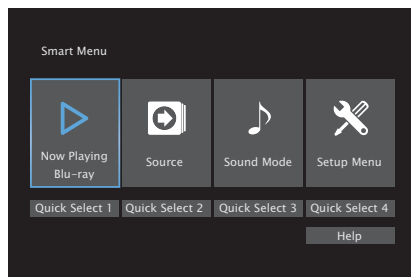 Smart Menu
Now Playing
Blu-ray
Source
Sound Mode
Setup Menu
Quick Select 1
Quick Select 2
Quick Select 3
Quick Select 4
Help